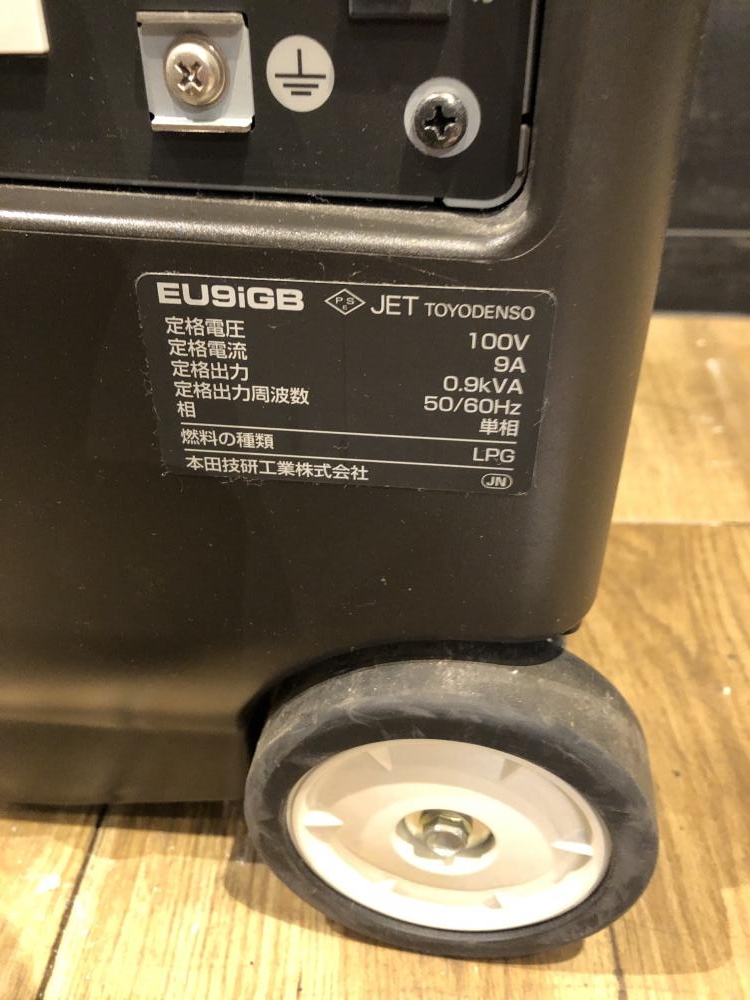 EU9iGB PSE JET TOYODENSO
定格電圧 100V
定格電流 9A
定格出力 0.9kVA
定格出力周波数 50/60Hz
相 単相
燃料の種類 LPG
本田技研工業株式会社 JN